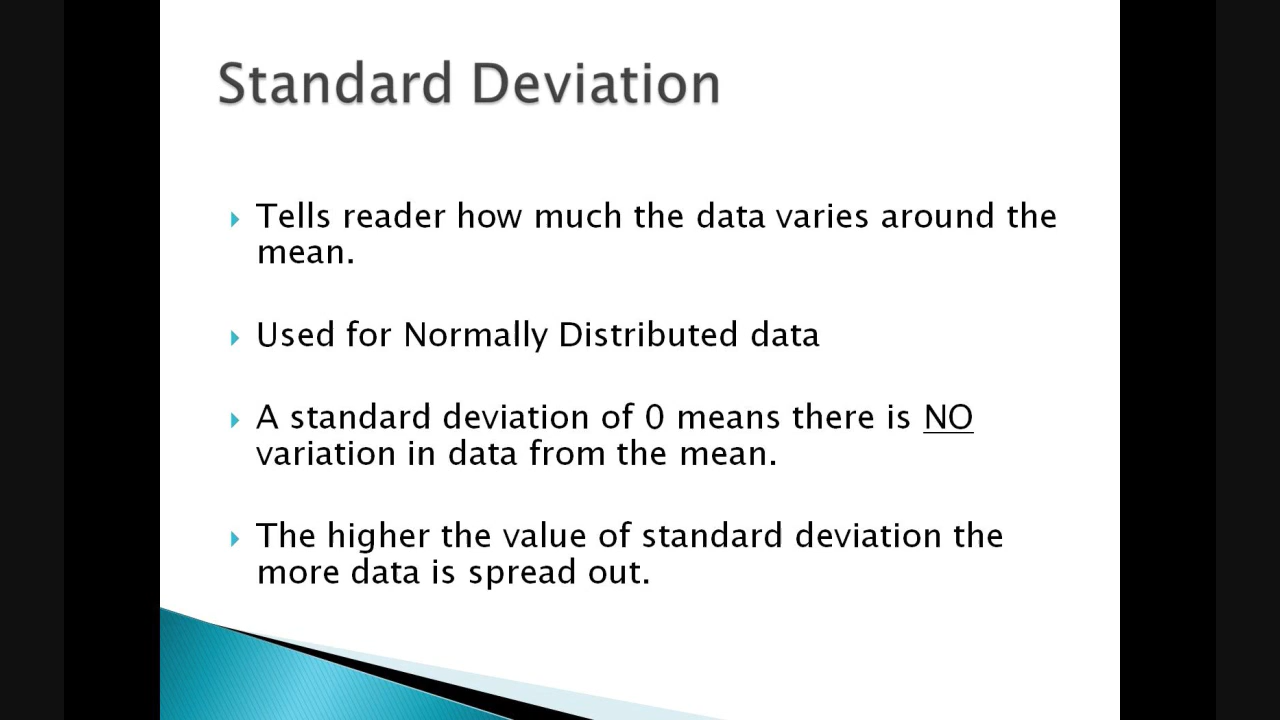 Standard Deviation
Tells reader how much the data varies around the
mean.
Used for Normally Distributed data
A standard deviation of 0 means there is NO
variation in data from the mean.
The higher the value of standard deviation the
more data is spread out.